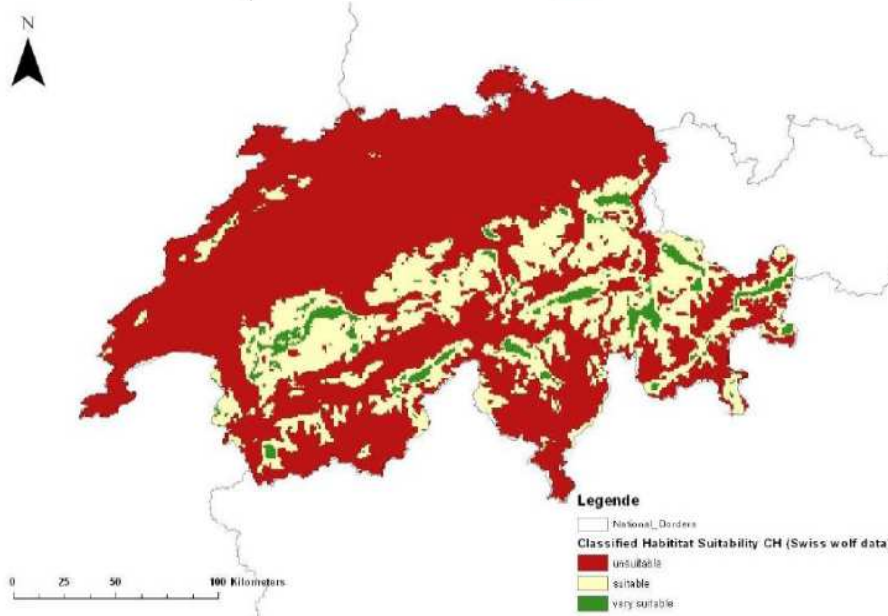 N
Legende
National_Borders
Classified Habititat Suitability CH (Swiss wolf data
unsuitable
suitable
very suitable
0 25 50 100 Kilometers